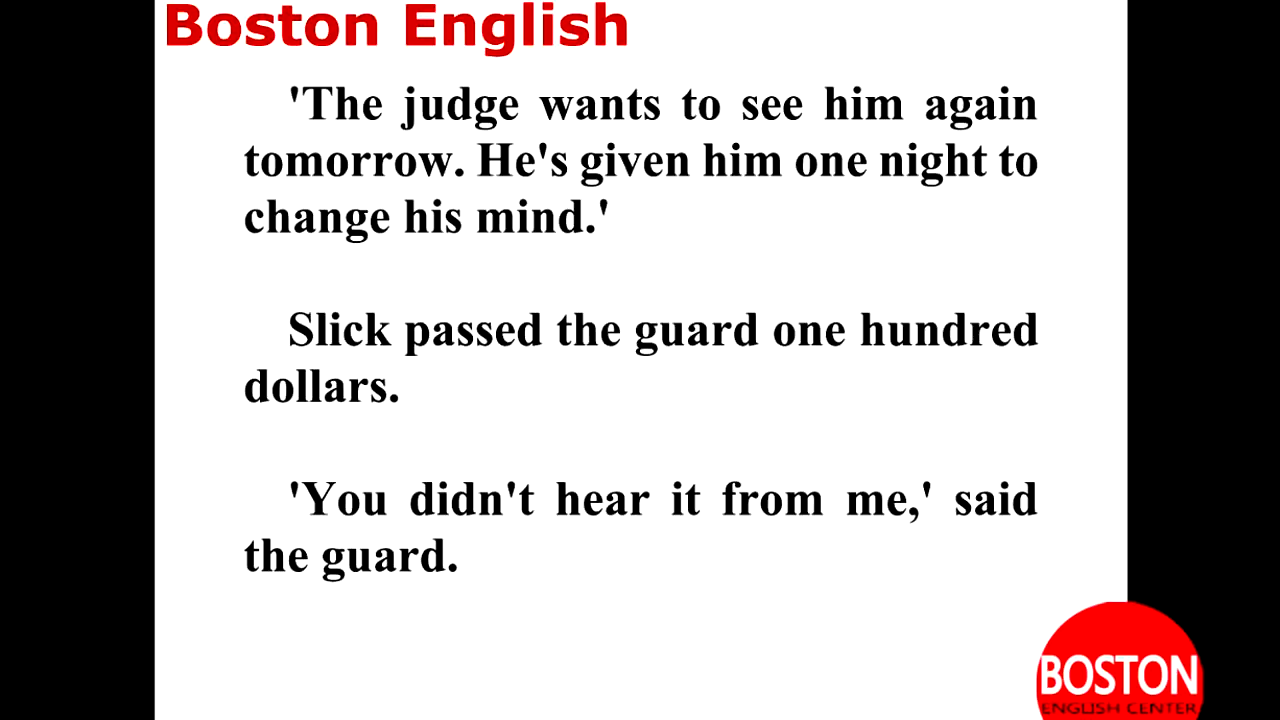 Boston English
'The judge wants to see him again
tomorrow. He's given him one night to
change his mind.'
Slick passed the guard one hundred
dollars.
'You didn't hear it from me,' said
the guard.
BOSTON
ENGLISH CENTER